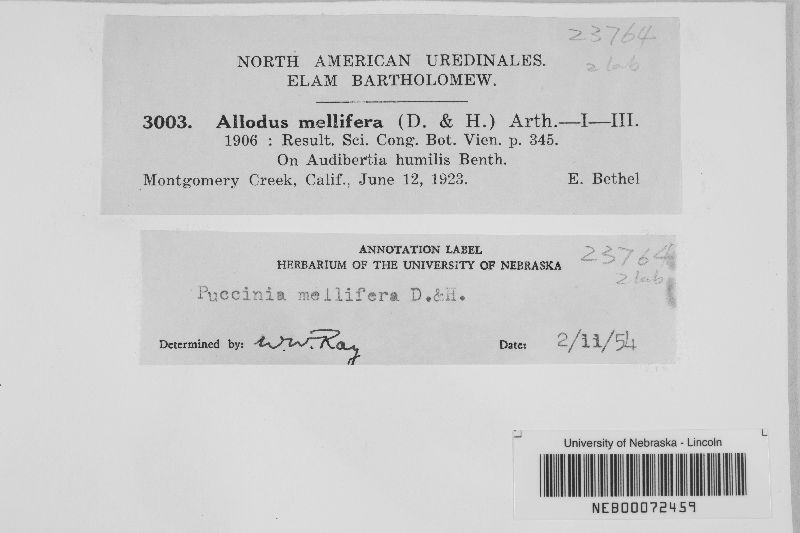 23764
2 lab
NORTH AMERICAN UREDINALES.
ELAM BARTHOLOMEW.
3003. Allodus mellifera (D. & H.) Arth.—I—III.
1906 : Result. Sci. Cong. Bot. Vien. p. 345.
On Audibertia humilis Benth.
Montgomery Creek, Calif., June 12, 1923. E. Bethel
ANNOTATION LABEL
HERBARIUM OF THE UNIVERSITY OF NEBRASKA
23764
2 lab
Puccinia mellifera D.&H.
Determined by: W.W. Ray Date: 2/11/54
University of Nebraska - Lincoln
NEB00072459